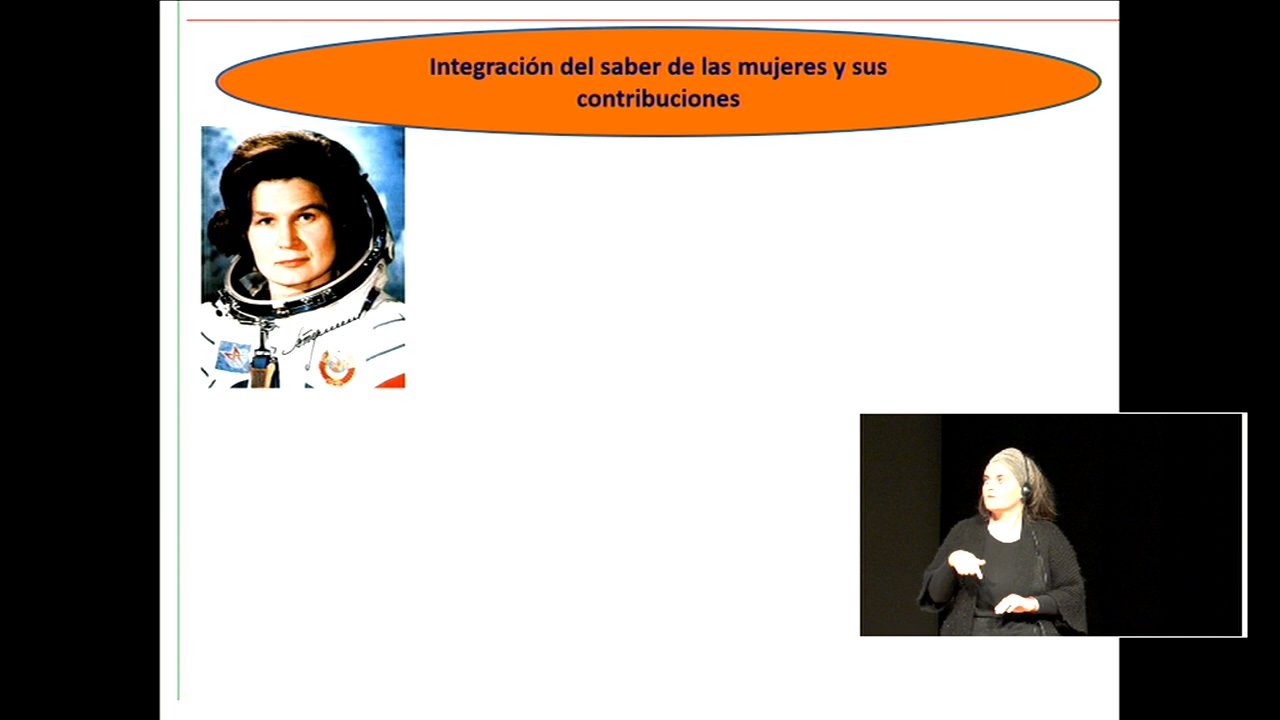 Integración del saber de las mujeres y sus
contribuciones